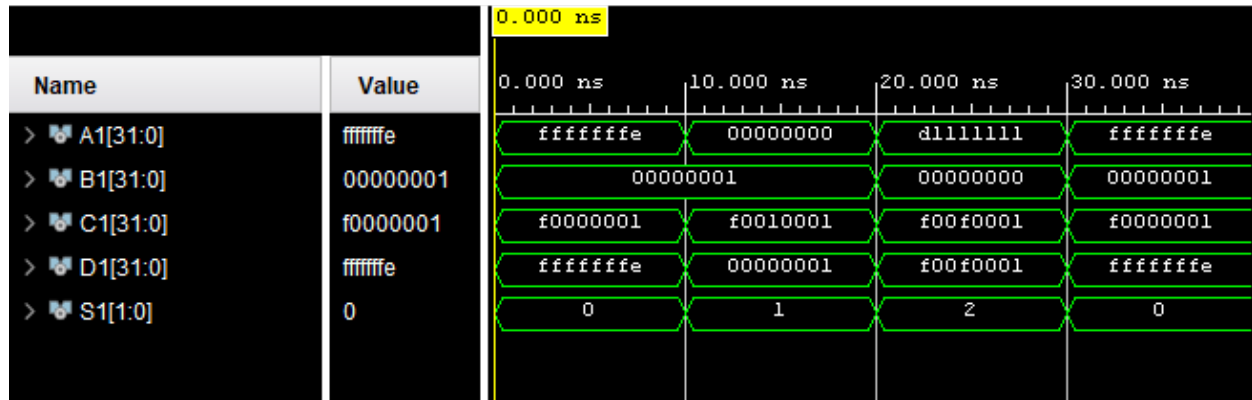 0.000 ns
Name Value 0.000 ns 10.000 ns 20.000 ns 30.000 ns
A1[31:0] fffffffe fffffffe 00000000 d1111111 fffffffe
B1[31:0] 00000001 00000001 00000000 00000001
C1[31:0] f0000001 f0000001 f0010001 f00f0001 f0000001
D1[31:0] fffffffe fffffffe 00000001 f00f0001 fffffffe
S1[1:0] 0 0 1 2 0